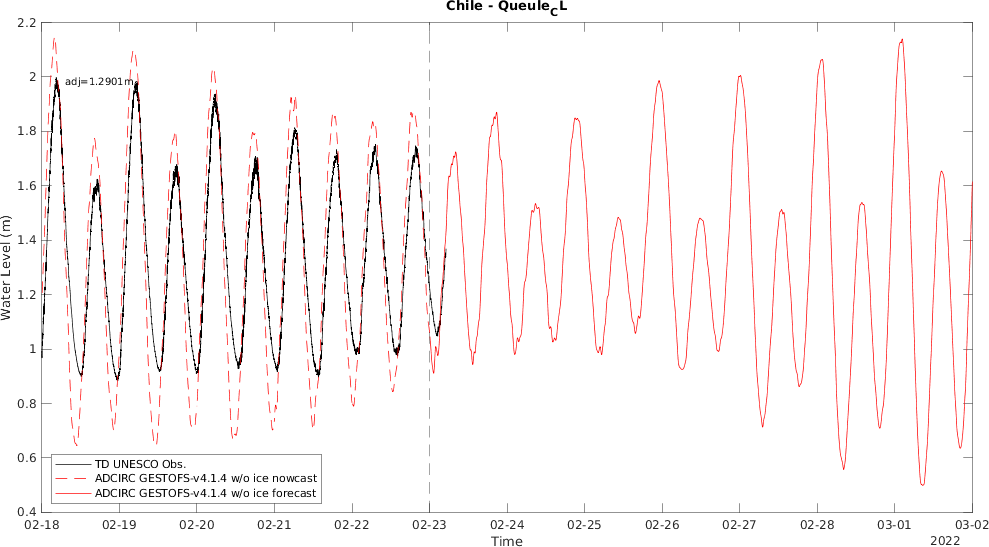 Chile - Queule_CL
2.2
2
1.8
1.6
1.4
1.2
1
0.8
0.6
0.4
Water Level (m)
adj=1.2901m
TD UNESCO Obs.
ADCIRC GESTOFS-v4.1.4 w/o ice nowcast
ADCIRC GESTOFS-v4.1.4 w/o ice forecast
02-18 02-19 02-20 02-21 02-22 02-23 02-24 02-25 02-26 02-27 02-28 03-01 03-02
Time
2022